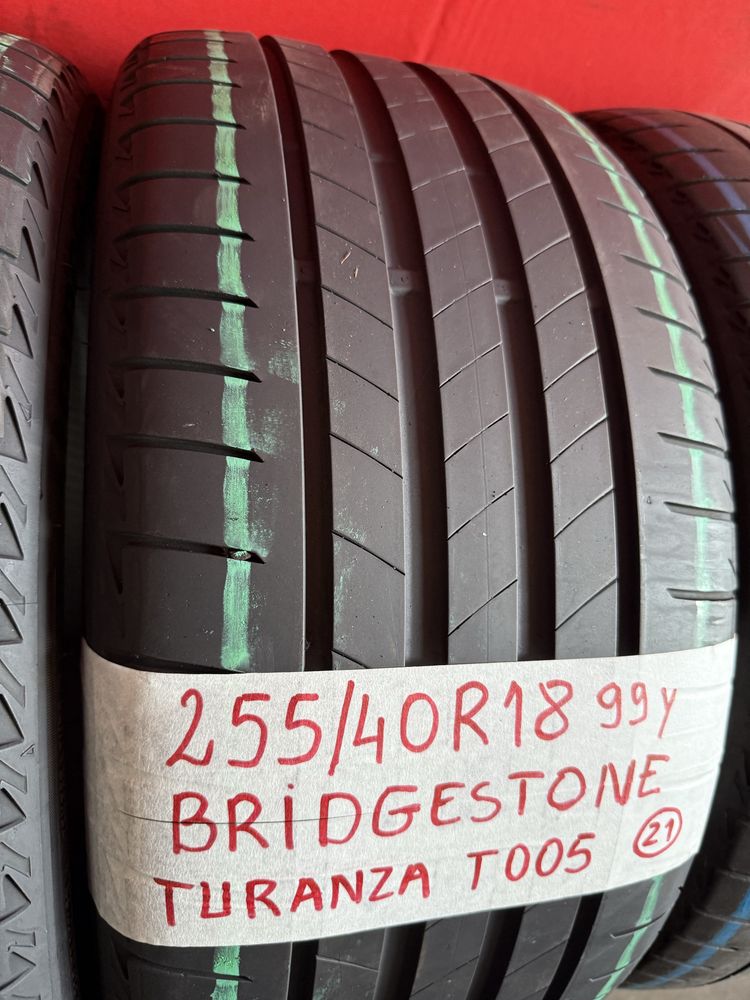 255/40R18 99Y
BRIDGESTONE
TURANZA T005 21